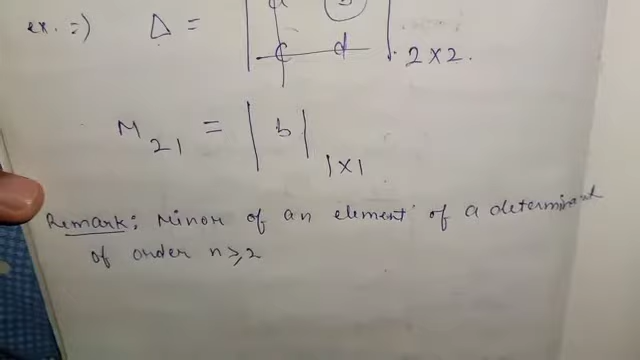 ex. :⇒) Δ = | a b |
c d | . 2×2.
M₂₁ = | b | 1×1
Remark: Minor of an element of a determinant
of order n≥2